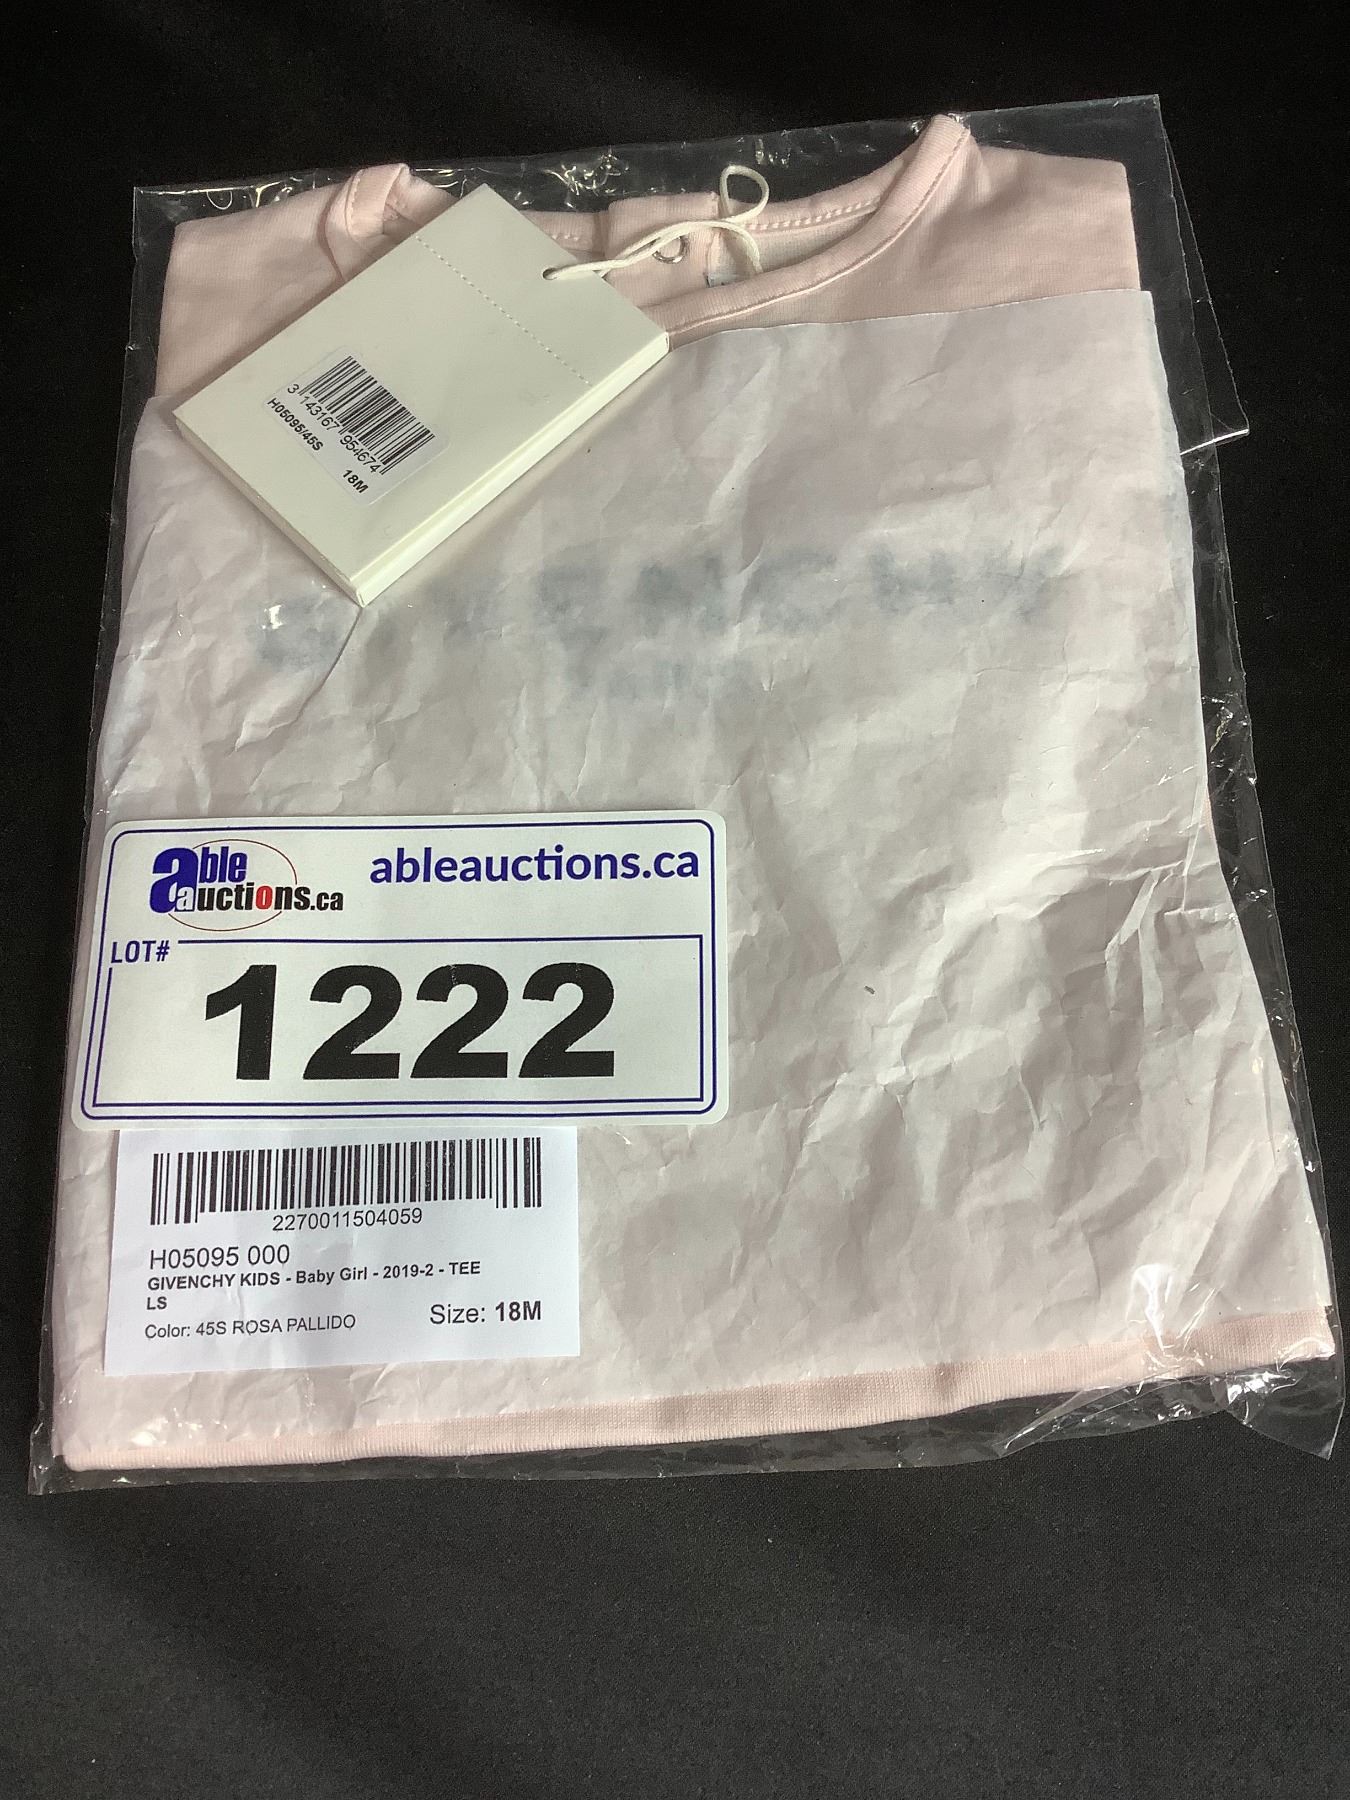 3 143167 954674
H05095/45S
18M
able auctions.ca
ableauctions.ca
LOT#
1222
2270011504059
H05095 000
GIVENCHY KIDS - Baby Girl - 2019-2 - TEE
LS
Color: 45S ROSA PALLIDO
Size: 18M